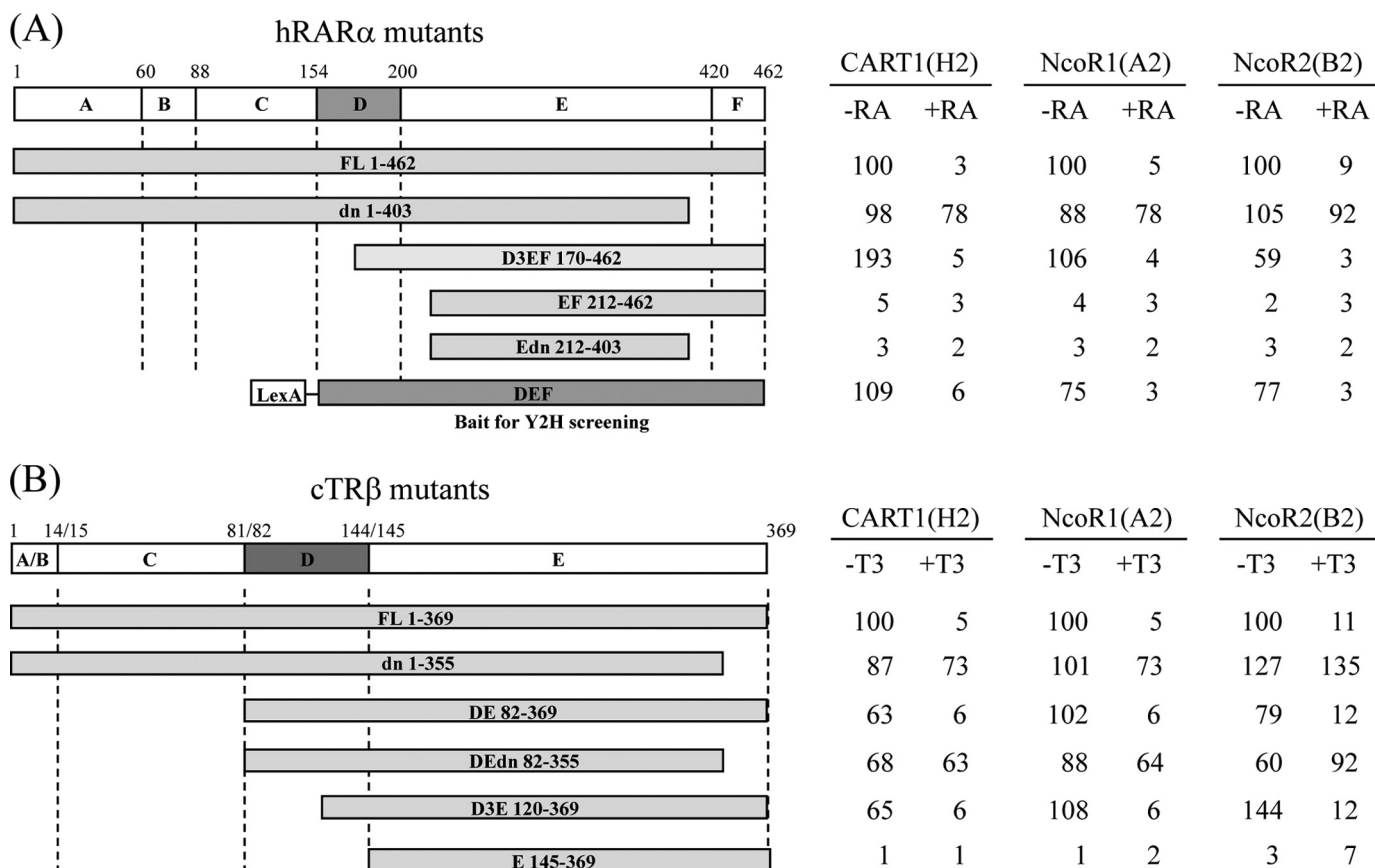 (A)
hRARα mutants
1 60 88 154 200 420 462
A B C D E F
CART1(H2) NcoR1(A2) NcoR2(B2)
-RA +RA -RA +RA -RA +RA
FL 1-462 100 3 100 5 100 9
dn 1-403 98 78 88 78 105 92
D3EF 170-462 193 5 106 4 59 3
EF 212-462 5 3 4 3 2 3
Edn 212-403 3 2 3 2 3 2
LexA DEF 109 6 75 3 77 3
Bait for Y2H screening
(B)
cTRβ mutants
1 14/15 81/82 144/145 369
A/B C D E
CART1(H2) NcoR1(A2) NcoR2(B2)
-T3 +T3 -T3 +T3 -T3 +T3
FL 1-369 100 5 100 5 100 11
dn 1-355 87 73 101 73 127 135
DE 82-369 63 6 102 6 79 12
DEdn 82-355 68 63 88 64 60 92
D3E 120-369 65 6 108 6 144 12
E 145-369 1 1 1 2 3 7